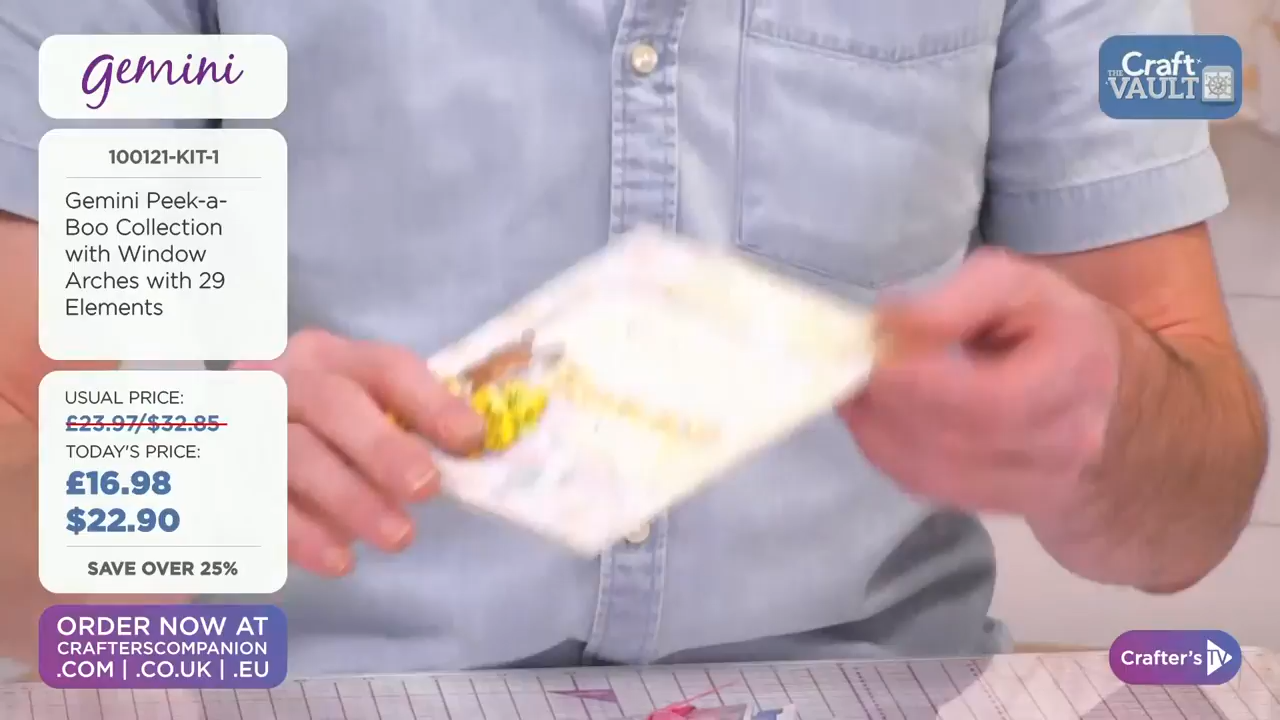 gemini
100121-KIT-1
Gemini Peek-a-
Boo Collection
with Window
Arches with 29
Elements
USUAL PRICE:
£23.97/$32.85
TODAY'S PRICE:
£16.98
$22.90
SAVE OVER 25%
ORDER NOW AT
CRAFTERSCOMPANION
.COM | .CO.UK | .EU
THE Craft
VAULT
Crafter's TV